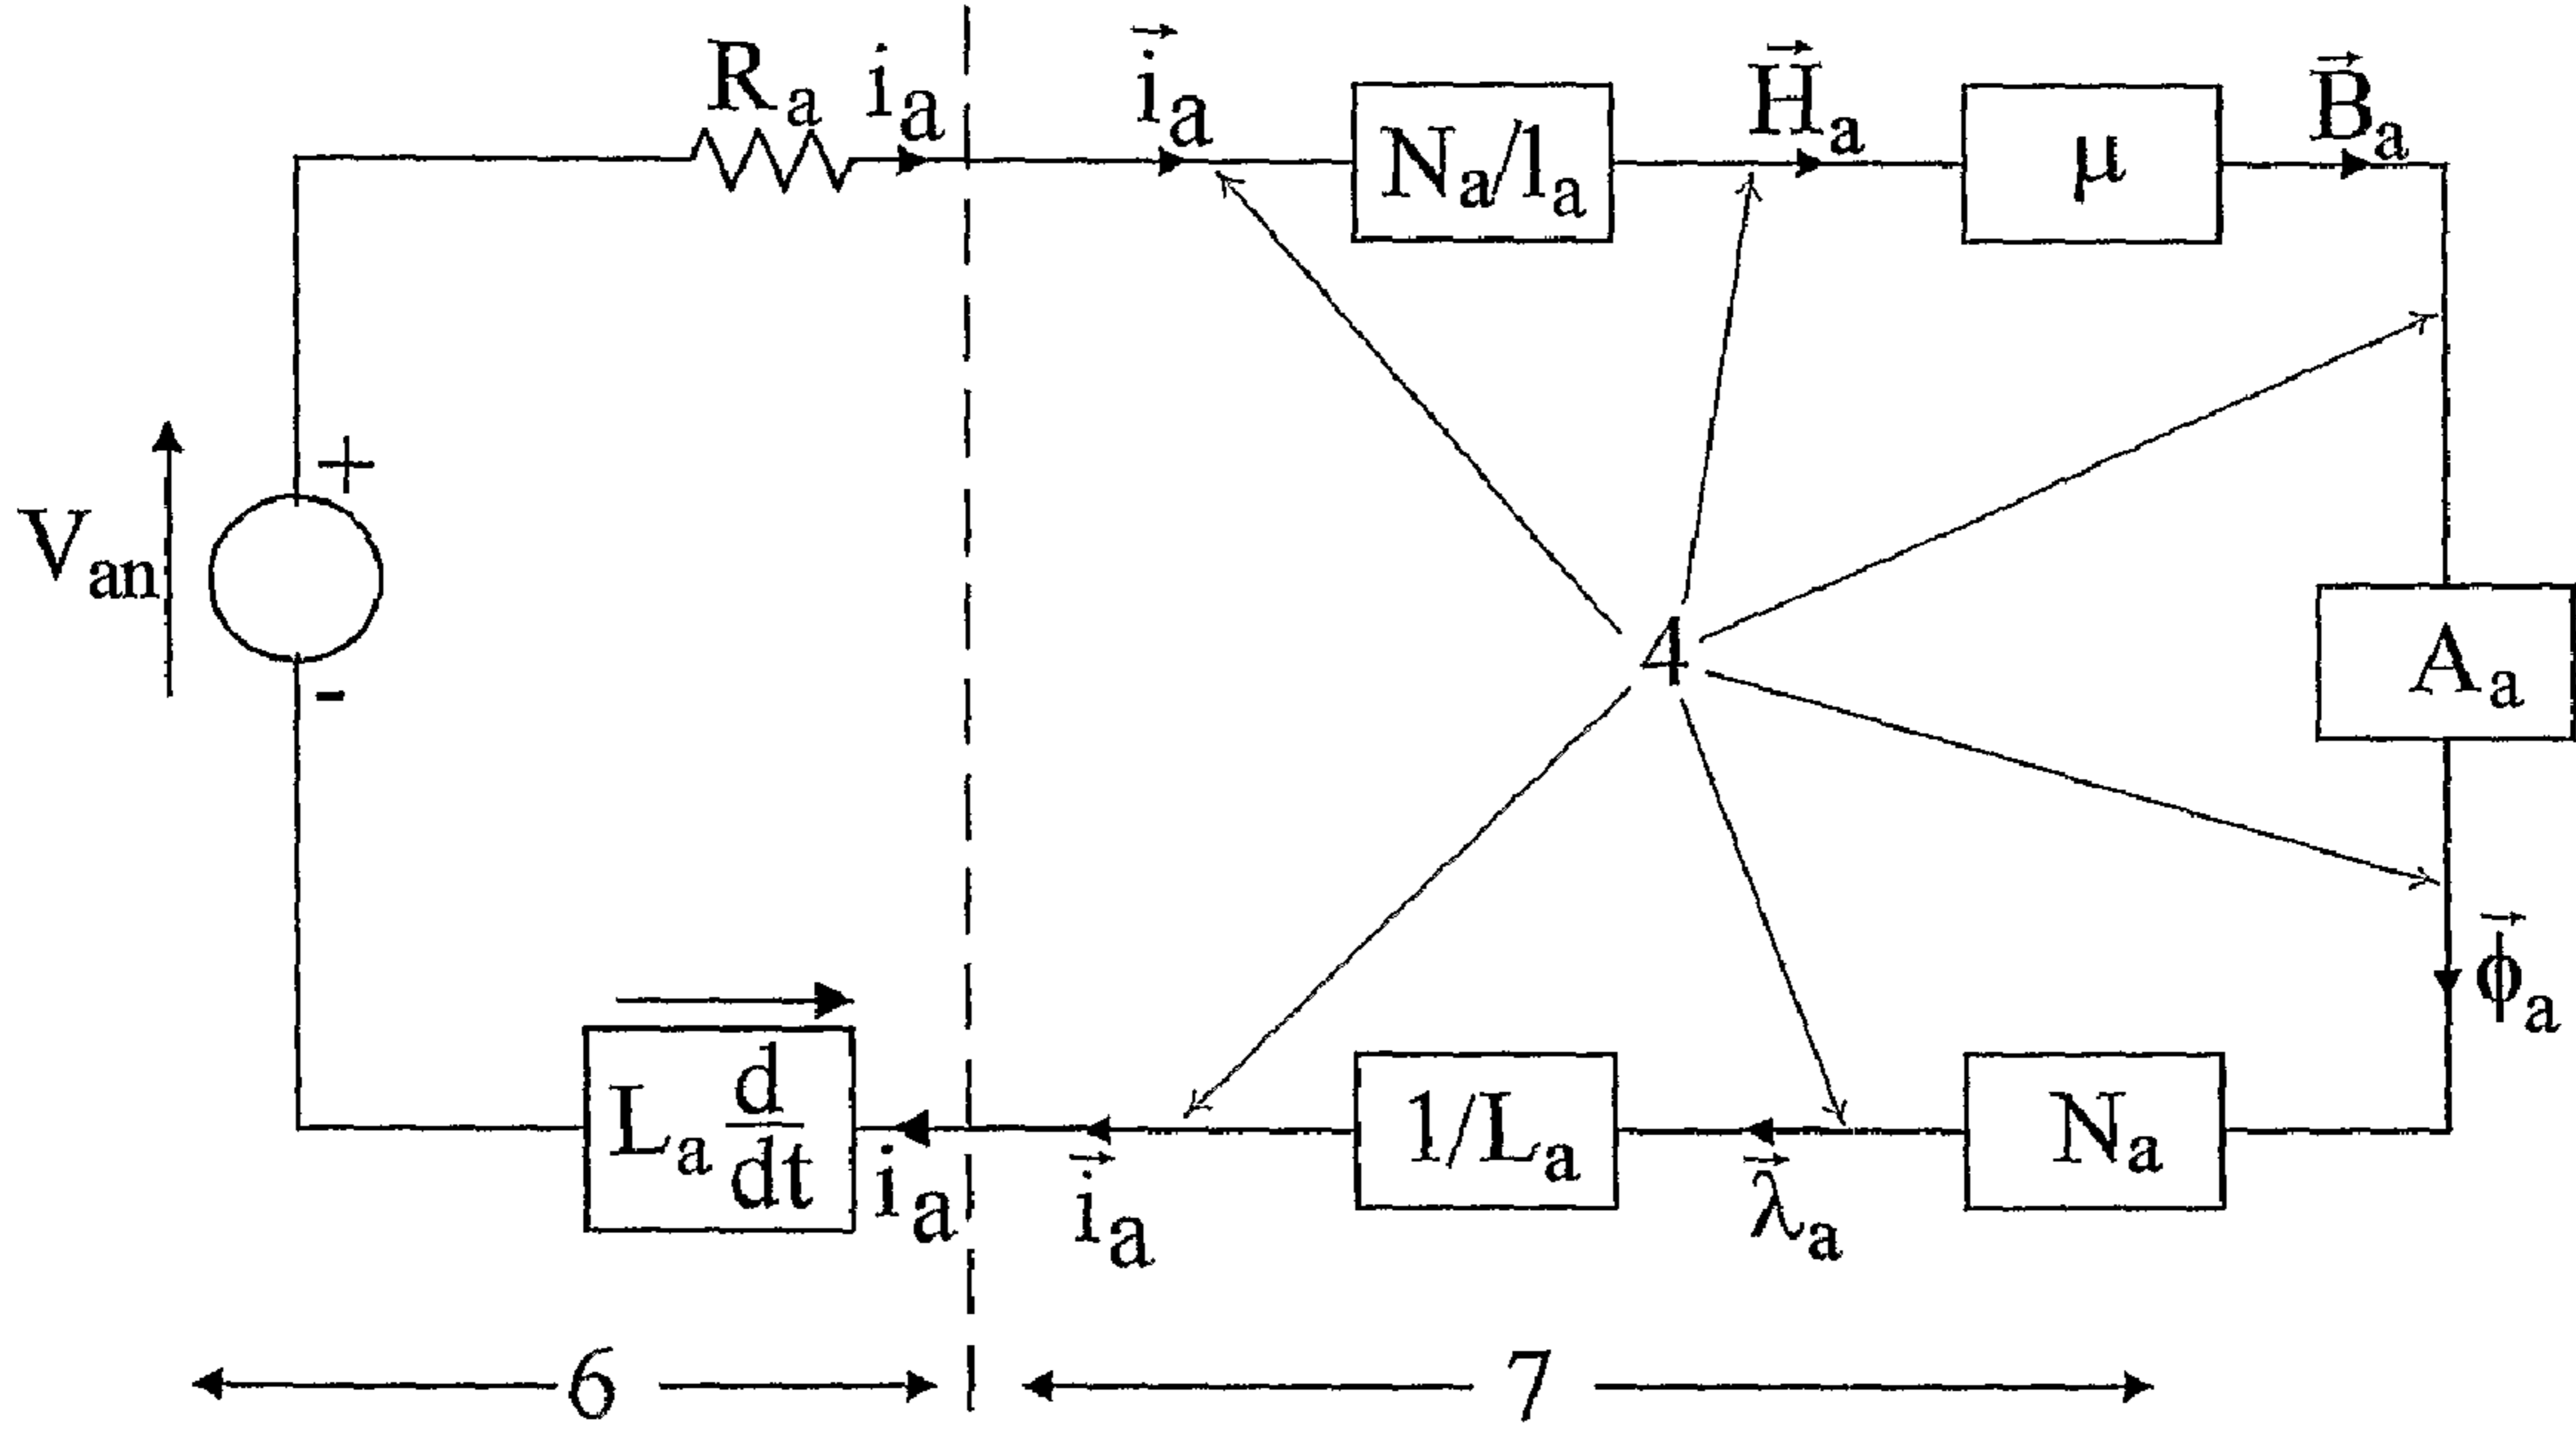 R_a i_a
i⃗_a
H⃗_a
B⃗_a
N_a/l_a
μ
+
V_an
-
4
A_a
ϕ⃗_a
L_a d/dt
i_a
i⃗_a
1/L_a
λ⃗_a
N_a
6
7